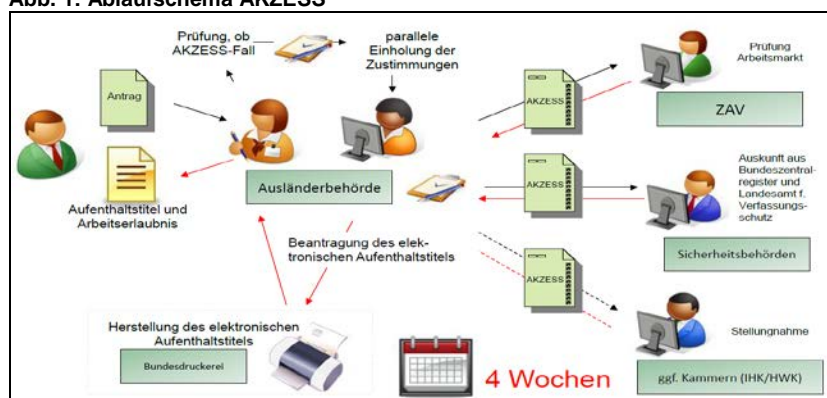 Abb. 1: Ablaufschema AKZESS
Prüfung, ob
AKZESS-Fall
parallele
Einholung der
Zustimmungen
Antrag
Aufenthaltstitel und
Arbeitserlaubnis
Ausländerbehörde
Beantragung des elek-
tronischen Aufenthaltstitels
Herstellung des elektronischen
Aufenthaltstitels
Bundesdruckerei
4 Wochen
AKZESS
Prüfung
Arbeitsmarkt
ZAV
AKZESS
Auskunft aus
Bundeszentral-
register und
Landesamt f.
Verfassungs-
schutz
Sicherheitsbehörden
AKZESS
Stellungnahme
ggf. Kammern (IHK/HWK)